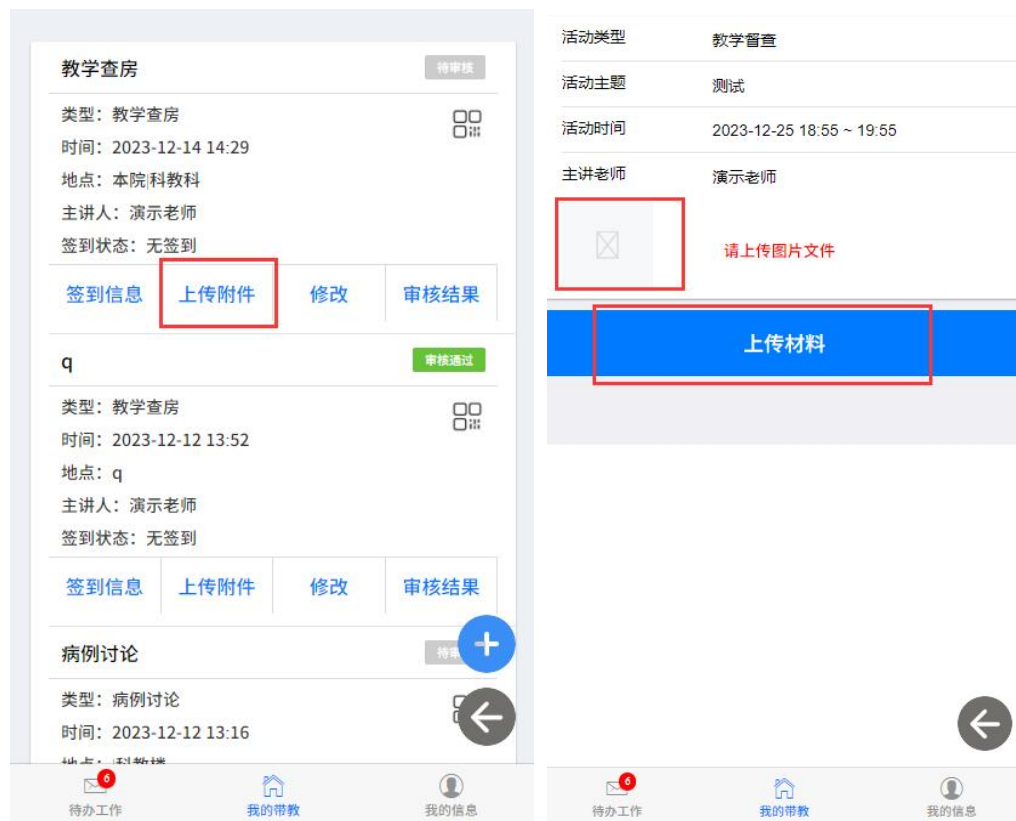 教学查房
待审核
类型：教学查房
时间：2023-12-14 14:29
地点：本院|科教科
主讲人：演示老师
签到状态：无签到
签到信息 上传附件 修改 审核结果
q
审核通过
类型：教学查房
时间：2023-12-12 13:52
地点：q
主讲人：演示老师
签到状态：无签到
签到信息 上传附件 修改 审核结果
病例讨论
待审
类型：病例讨论
时间：2023-12-12 13:16
地点：|科教楼
6
待办工作 我的带教 我的信息
活动类型 教学督查
活动主题 测试
活动时间 2023-12-25 18:55 ~ 19:55
主讲老师 演示老师
请上传图片文件
上传材料
6
待办工作 我的带教 我的信息